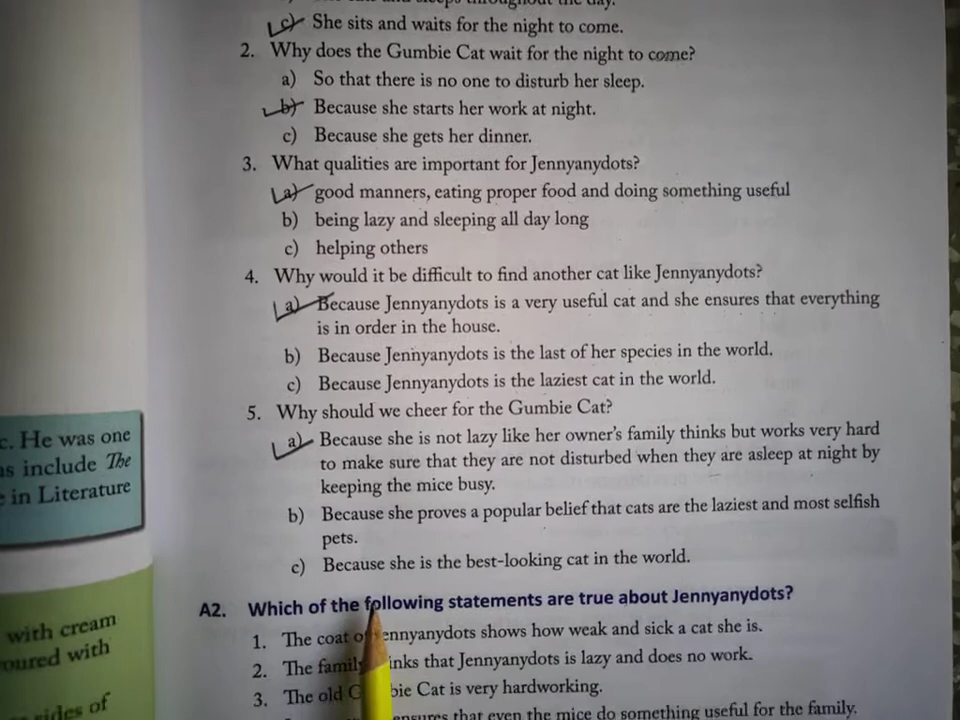 c) She sits and waits for the night to come.
2. Why does the Gumbie Cat wait for the night to come?
a) So that there is no one to disturb her sleep.
b) Because she starts her work at night.
c) Because she gets her dinner.
3. What qualities are important for Jennyanydots?
a) good manners, eating proper food and doing something useful
b) being lazy and sleeping all day long
c) helping others
4. Why would it be difficult to find another cat like Jennyanydots?
a) Because Jennyanydots is a very useful cat and she ensures that everything
is in order in the house.
b) Because Jennyanydots is the last of her species in the world.
c) Because Jennyanydots is the laziest cat in the world.
5. Why should we cheer for the Gumbie Cat?
a) Because she is not lazy like her owner's family thinks but works very hard
to make sure that they are not disturbed when they are asleep at night by
keeping the mice busy.
b) Because she proves a popular belief that cats are the laziest and most selfish
pets.
c) Because she is the best-looking cat in the world.
A2. Which of the following statements are true about Jennyanydots?
1. The coat ennyanydots shows how weak and sick a cat she is.
2. The family inks that Jennyanydots is lazy and does no work.
3. The old bie Cat is very hardworking.
ensures that even the mice do something useful for the family.
c. He was one
as include The
in Literature
with cream
oured with
sides of